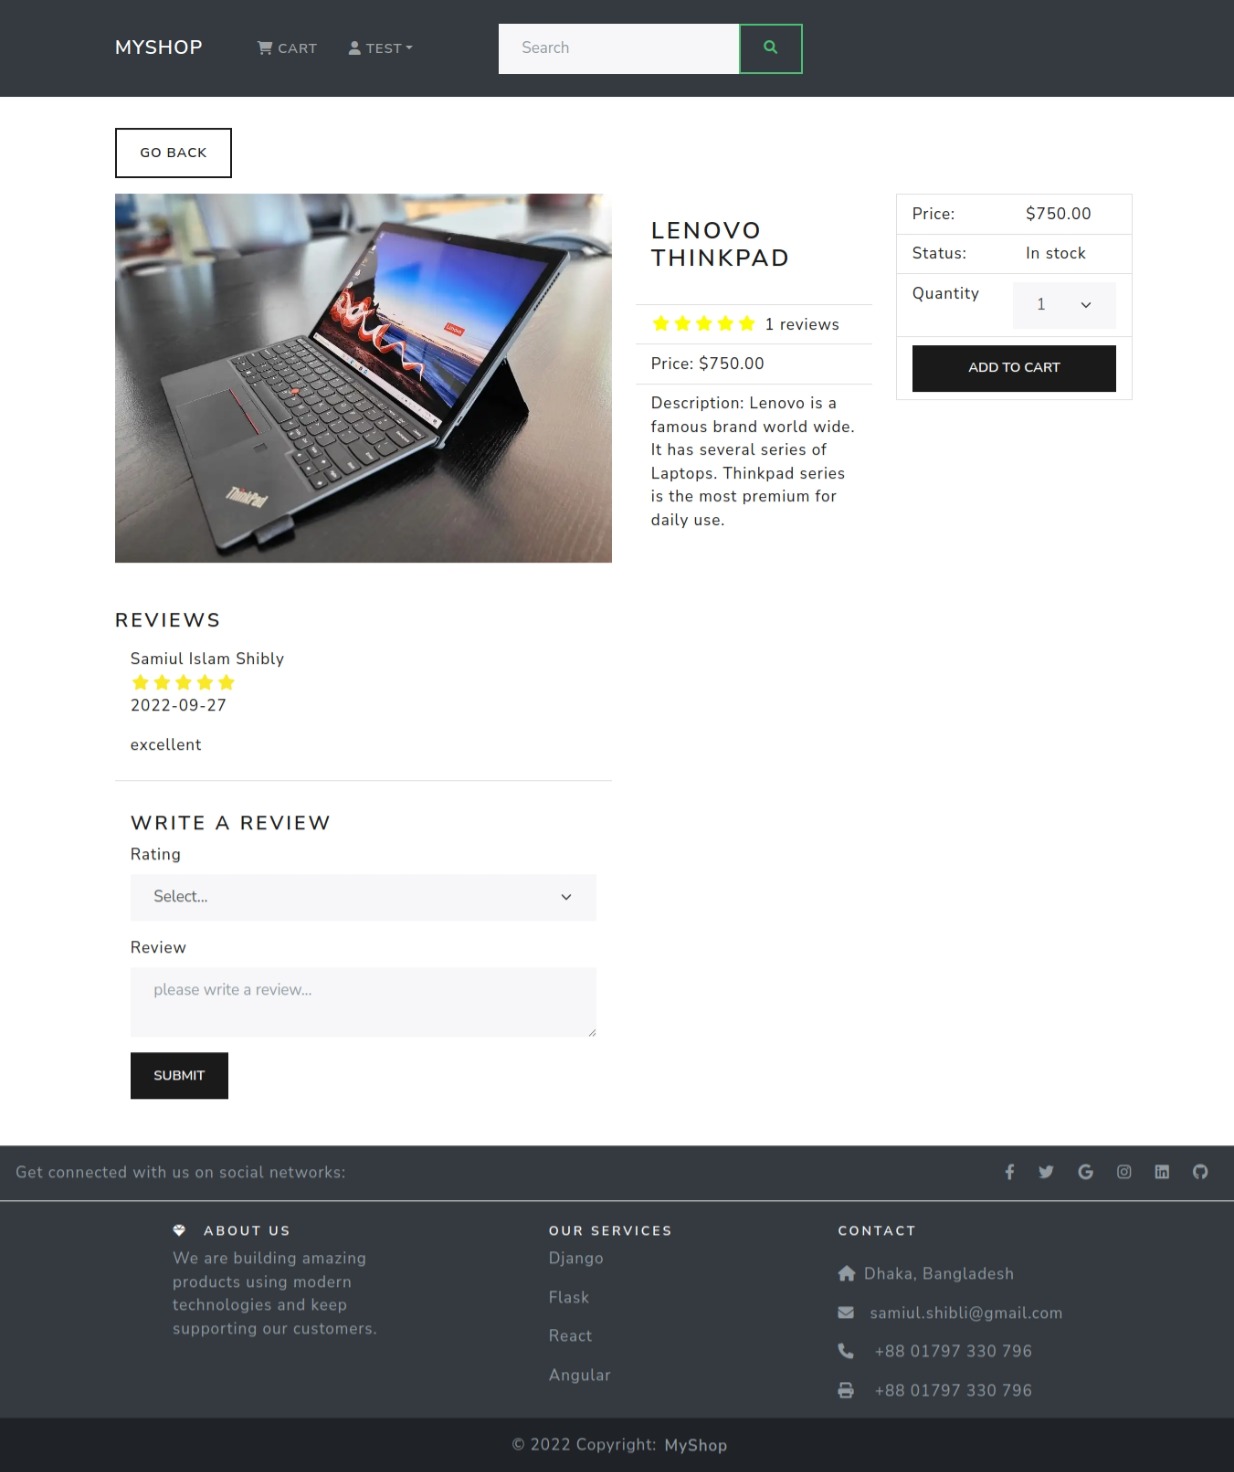 MYSHOP
CART
TEST
Search
GO BACK
ThinkPad
Lenovo
LENOVO
THINKPAD
1 reviews
Price: $750.00
Description: Lenovo is a
famous brand world wide.
It has several series of
Laptops. Thinkpad series
is the most premium for
daily use.
Price: $750.00
Status: In stock
Quantity 1
ADD TO CART
REVIEWS
Samiul Islam Shibly
2022-09-27
excellent
WRITE A REVIEW
Rating
Select...
Review
please write a review...
SUBMIT
Get connected with us on social networks:
ABOUT US
We are building amazing
products using modern
technologies and keep
supporting our customers.
OUR SERVICES
Django
Flask
React
Angular
CONTACT
Dhaka, Bangladesh
samiul.shibli@gmail.com
+88 01797 330 796
+88 01797 330 796
© 2022 Copyright: MyShop